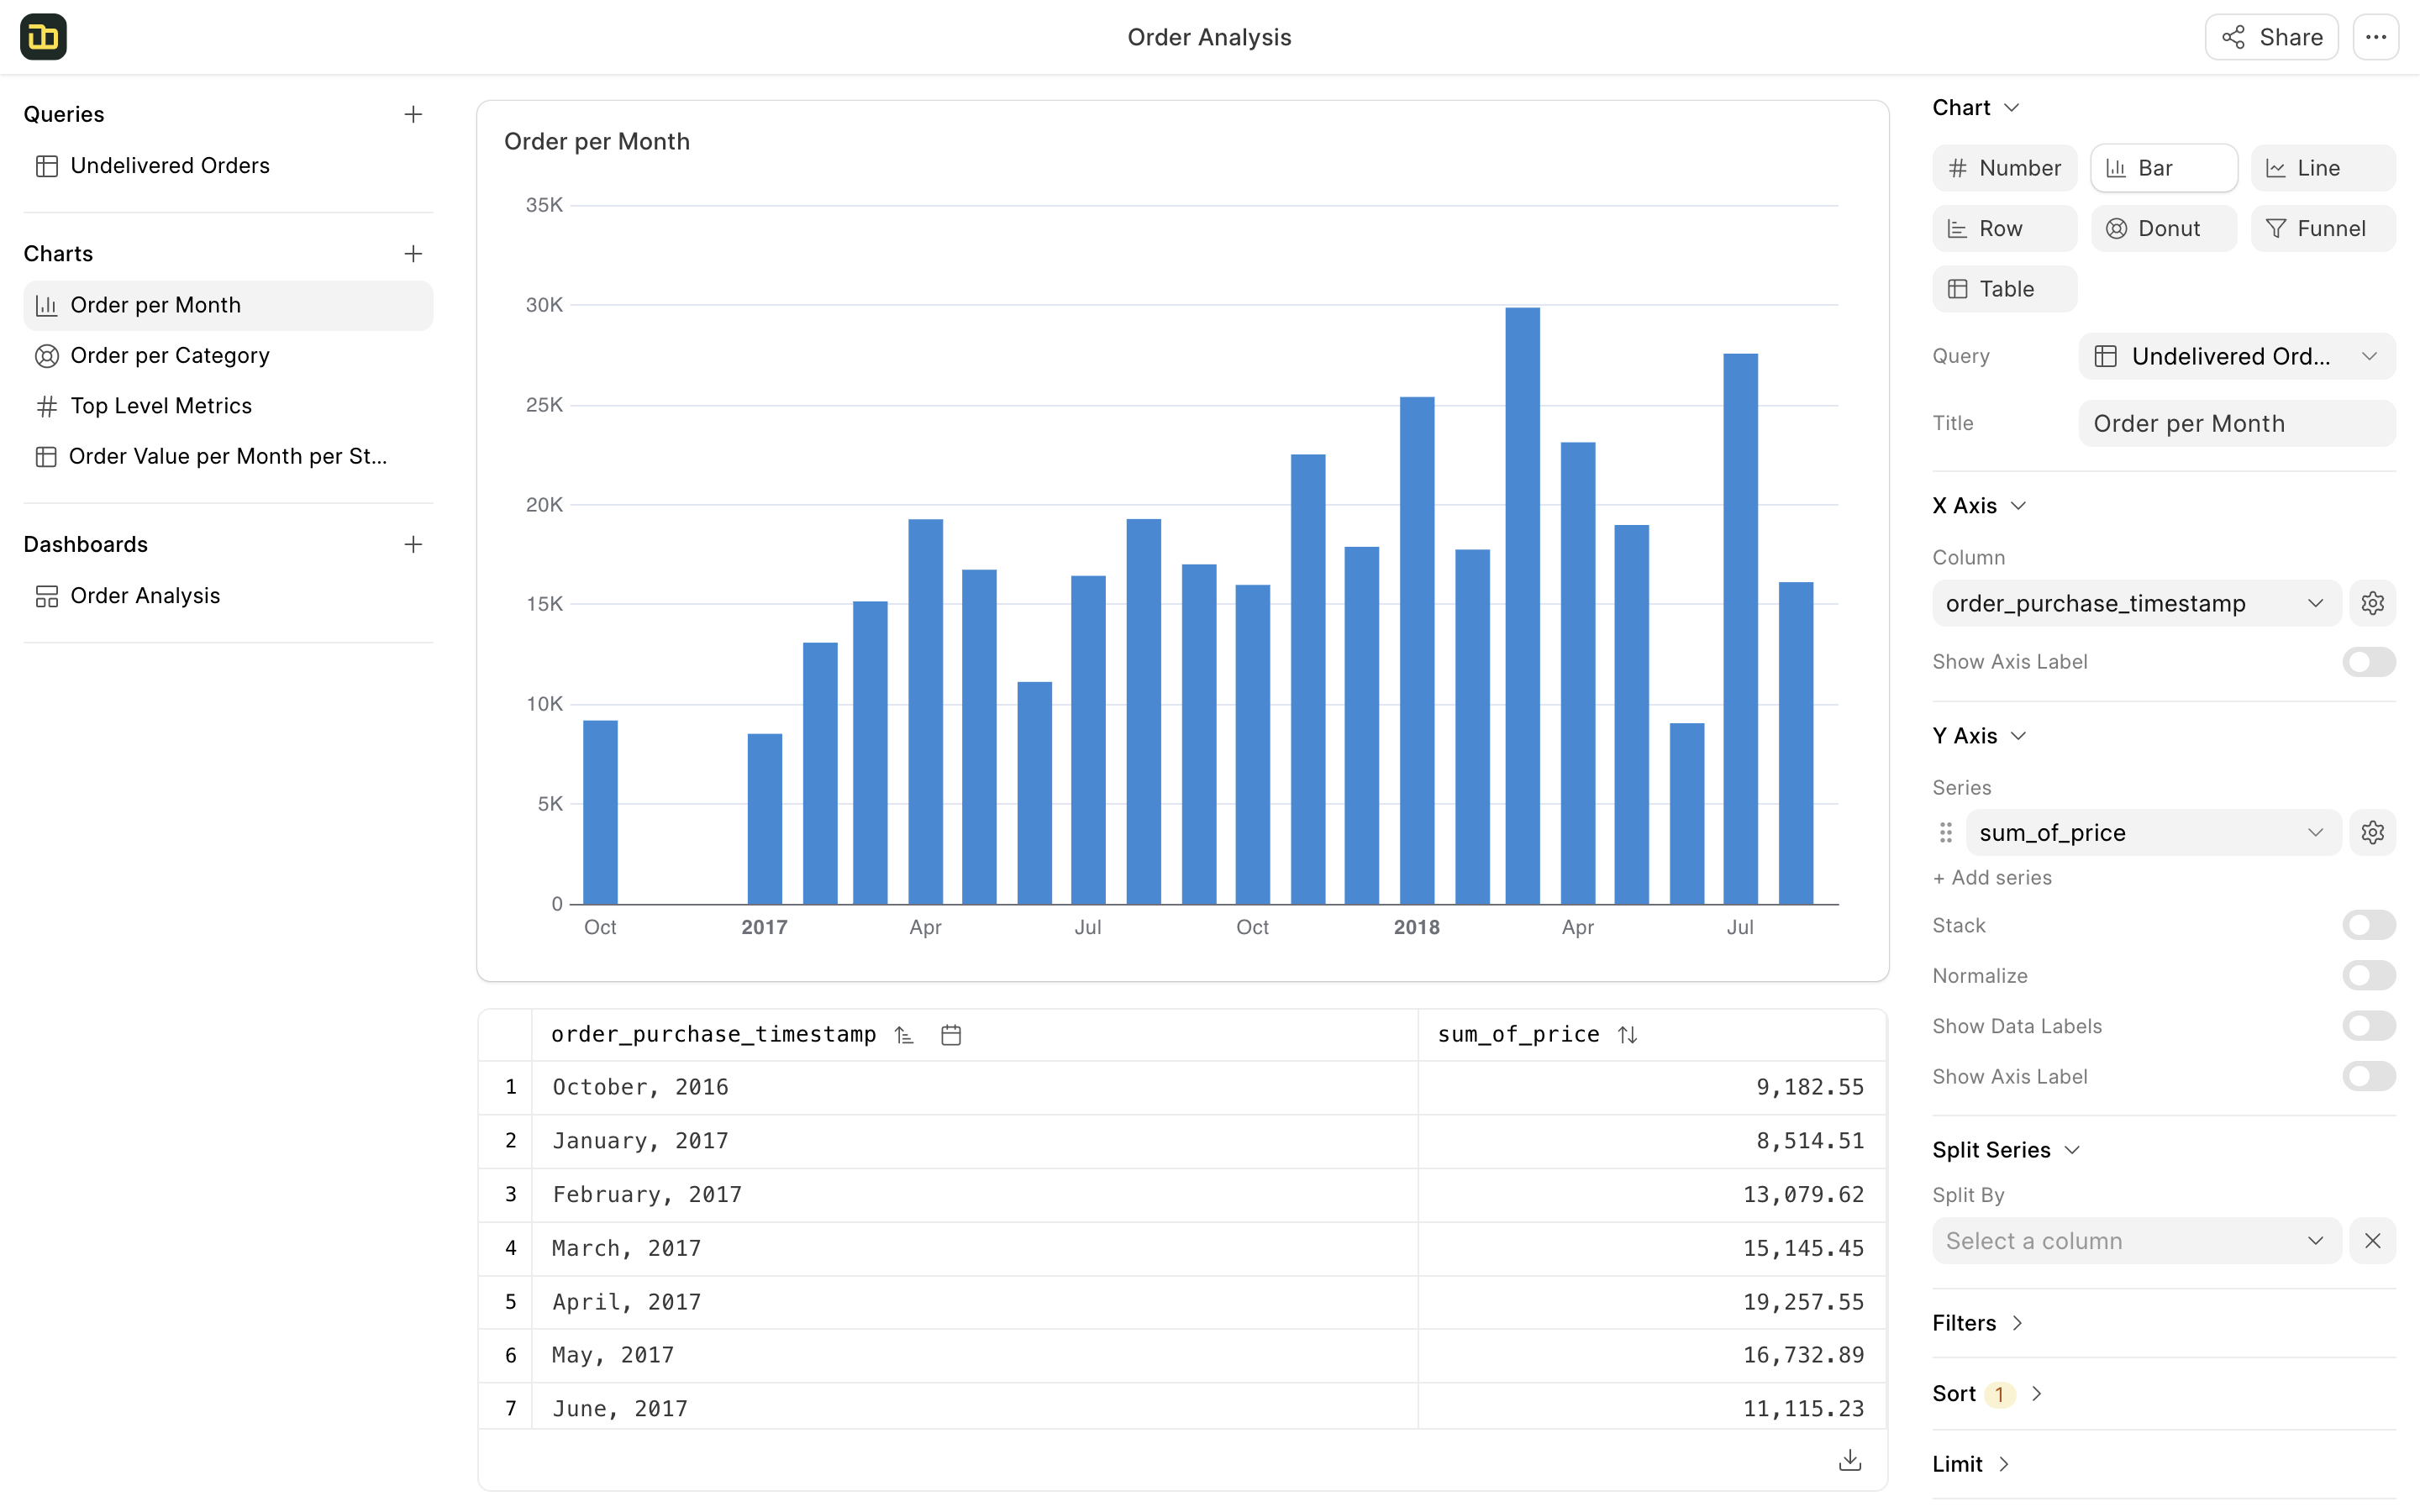 Order Analysis
Share
Queries
Undelivered Orders
Charts
Order per Month
Order per Category
Top Level Metrics
Order Value per Month per St...
Dashboards
Order Analysis
Order per Month
35K
30K
25K
20K
15K
10K
5K
0
Oct 2017 Apr Jul Oct 2018 Apr Jul
order_purchase_timestamp sum_of_price
1 October, 2016 9,182.55
2 January, 2017 8,514.51
3 February, 2017 13,079.62
4 March, 2017 15,145.45
5 April, 2017 19,257.55
6 May, 2017 16,732.89
7 June, 2017 11,115.23
Chart
Number Bar Line
Row Donut Funnel
Table
Query Undelivered Ord...
Title Order per Month
X Axis
Column
order_purchase_timestamp
Show Axis Label
Y Axis
Series
sum_of_price
+ Add series
Stack
Normalize
Show Data Labels
Show Axis Label
Split Series
Split By
Select a column
Filters
Sort 1
Limit